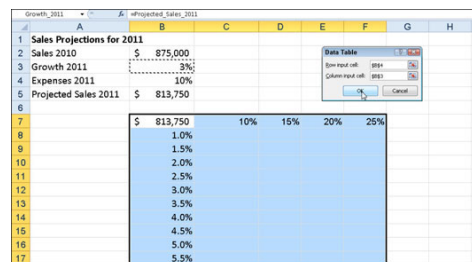 Growth_2011 fx =Projected_Sales_2011
A B C D E F G H
1 Sales Projections for 2011
2 Sales 2010 $ 875,000
3 Growth 2011 3%
4 Expenses 2011 10%
5 Projected Sales 2011 $ 813,750
6
7 $ 813,750 10% 15% 20% 25%
8 1.0%
9 1.5%
10 2.0%
11 2.5%
12 3.0%
13 3.5%
14 4.0%
15 4.5%
16 5.0%
17 5.5%
Data Table
Row input cell: $B$4
Column input cell: $B$3
OK Cancel